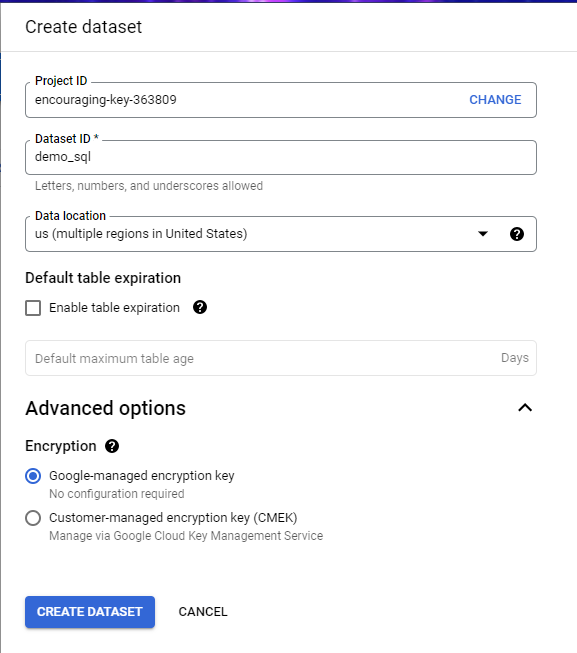 Create dataset
Project ID
encouraging-key-363809 CHANGE
Dataset ID *
demo_sql
Letters, numbers, and underscores allowed
Data location
us (multiple regions in United States)
Default table expiration
Enable table expiration
Default maximum table age Days
Advanced options
Encryption
Google-managed encryption key
No configuration required
Customer-managed encryption key (CMEK)
Manage via Google Cloud Key Management Service
CREATE DATASET CANCEL